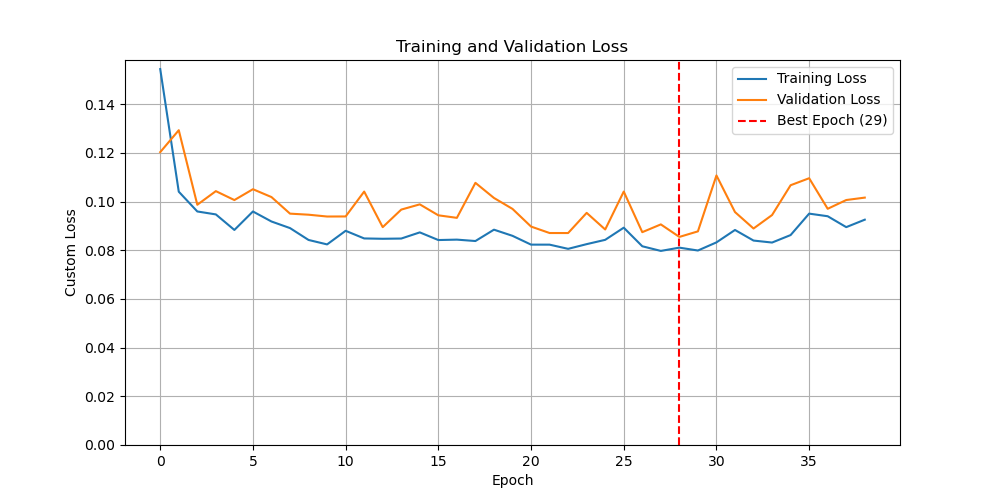 Training and Validation Loss
Training Loss
Validation Loss
Best Epoch (29)
Custom Loss
0.14
0.12
0.10
0.08
0.06
0.04
0.02
0.00
0 5 10 15 20 25 30 35
Epoch